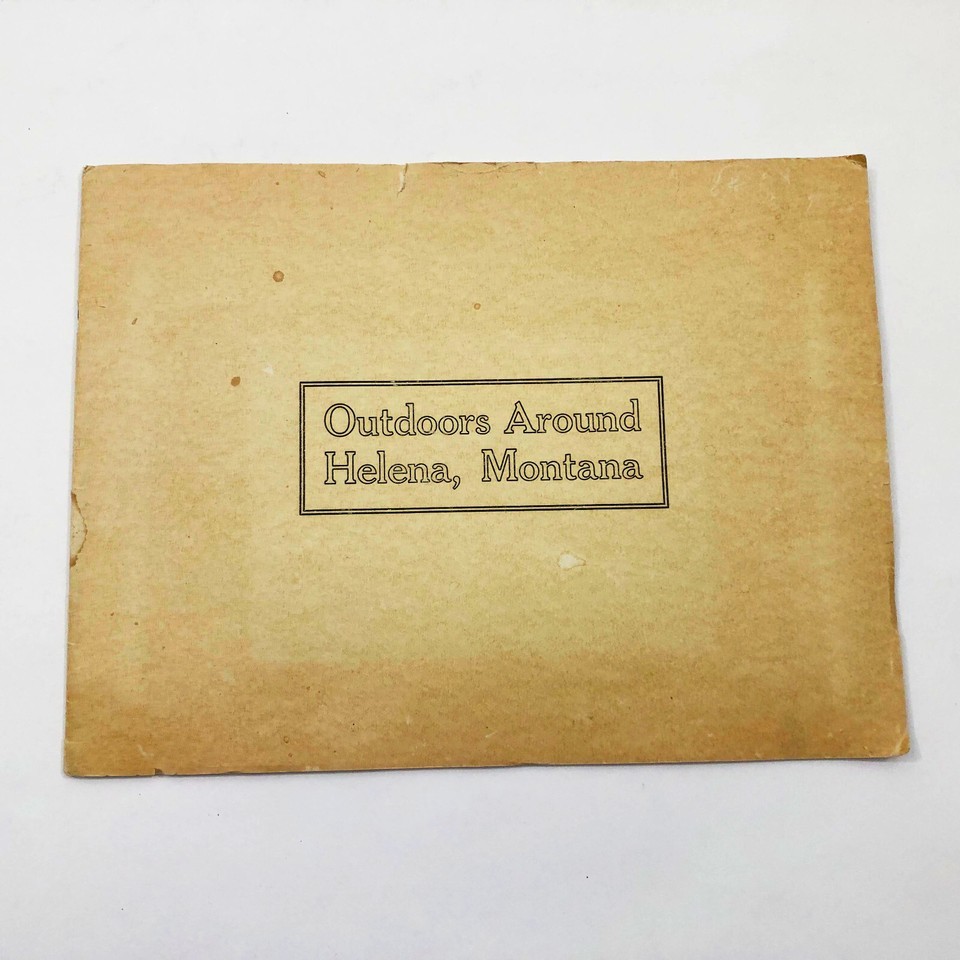 Outdoors Around
Helena, Montana